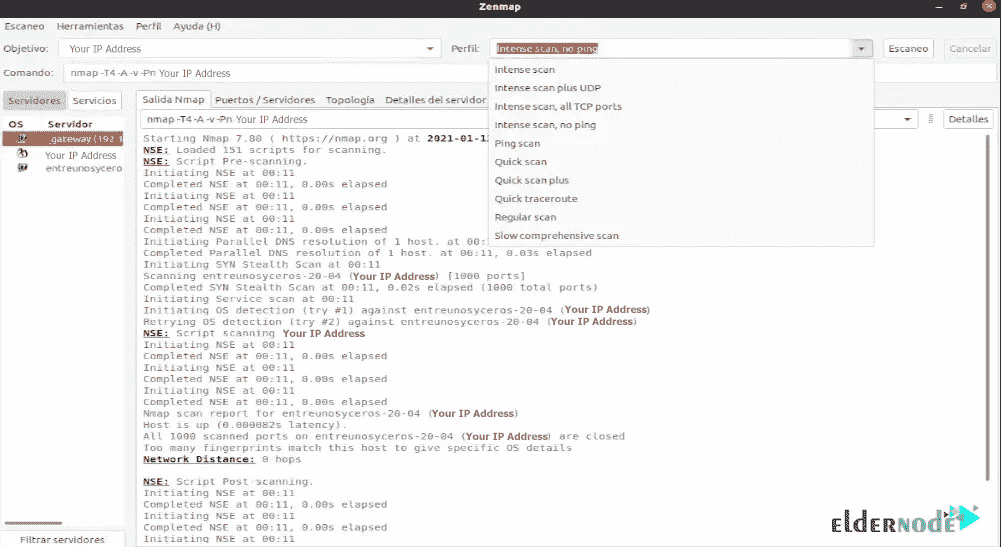 Zenmap
Escaneo Herramientas Perfil Ayuda (H)
Objetivo: Your IP Address Perfil: Intense scan, no ping Escaneo Cancelar
Comando: nmap -T4 -A -v -Pn Your IP Address
Intense scan
Intense scan plus UDP
Intense scan, all TCP ports
Intense scan, no ping
Ping scan
Quick scan
Quick scan plus
Quick traceroute
Regular scan
Slow comprehensive scan
Servidores Servicios
OS Servidor
_gateway (192.1
Your IP Address
entreunosycero
Filtrar servidores
Salida Nmap Puertos / Servidores Topología Detalles del servidor
nmap -T4 -A -v -Pn Your IP Address Detalles
Starting Nmap 7.80 ( https://nmap.org ) at 2021-01-1
NSE: Loaded 151 scripts for scanning.
NSE: Script Pre-scanning.
Initiating NSE at 00:11
Completed NSE at 00:11, 0.00s elapsed
Initiating NSE at 00:11
Completed NSE at 00:11, 0.00s elapsed
Initiating NSE at 00:11
Completed NSE at 00:11, 0.00s elapsed
Initiating Parallel DNS resolution of 1 host. at 00:
Completed Parallel DNS resolution of 1 host. at 00:11, 0.03s elapsed
Initiating SYN Stealth Scan at 00:11
Scanning entreunosyceros-20-04 (Your IP Address) [1000 ports]
Completed SYN Stealth Scan at 00:11, 0.02s elapsed (1000 total ports)
Initiating Service scan at 00:11
Initiating OS detection (try #1) against entreunosyceros-20-04 (Your IP Address)
Retrying OS detection (try #2) against entreunosyceros-20-04 (Your IP Address)
NSE: Script scanning Your IP Address
Initiating NSE at 00:11
Completed NSE at 00:11, 0.00s elapsed
Initiating NSE at 00:11
Completed NSE at 00:11, 0.00s elapsed
Initiating NSE at 00:11
Completed NSE at 00:11, 0.00s elapsed
Nmap scan report for entreunosyceros-20-04 (Your IP Address)
Host is up (0.000082s latency).
All 1000 scanned ports on entreunosyceros-20-04 (Your IP Address) are closed
Too many fingerprints match this host to give specific OS details
Network Distance: 0 hops
NSE: Script Post-scanning.
Initiating NSE at 00:11
Completed NSE at 00:11, 0.00s elapsed
Initiating NSE at 00:11
Completed NSE at 00:11, 0.00s elapsed
Initiating NSE at 00:11
elderNode